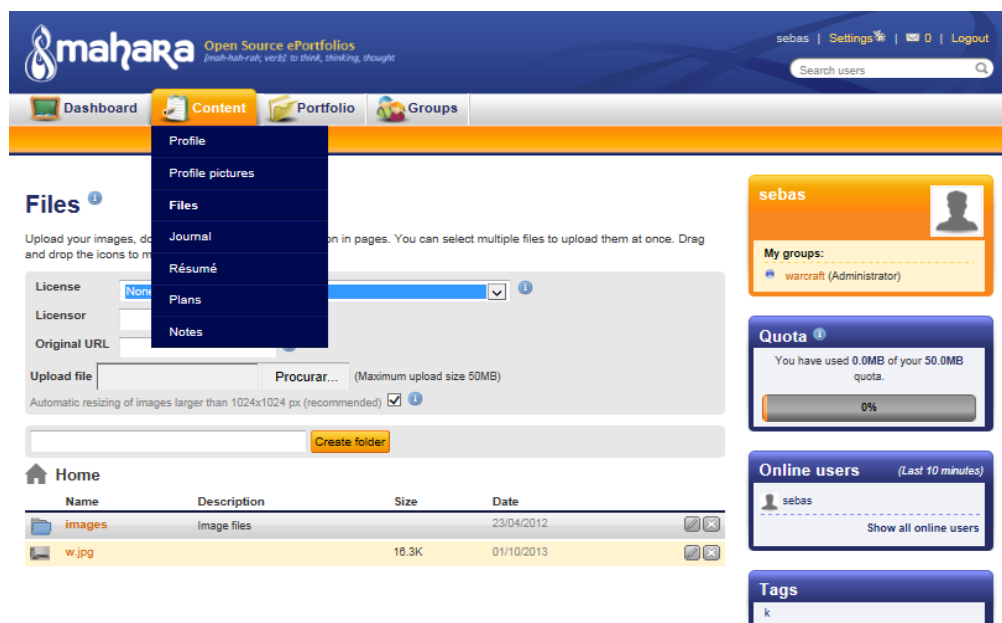 mahara
Open Source ePortfolios
[mah-hah-rah; verb]: to think, thinking, thought
sebas | Settings | 0 | Logout
Search users
Dashboard
Content
Portfolio
Groups
Profile
Profile pictures
Files
Journal
Résumé
Plans
Notes
Files
Upload your images, do
on in pages. You can select multiple files to upload them at once. Drag
and drop the icons to m
License
None
Licensor
Original URL
Upload file
Procurar... (Maximum upload size 50MB)
Automatic resizing of images larger than 1024x1024 px (recommended)
Create folder
Home
Name Description Size Date
images Image files 23/04/2012
w.jpg 16.3K 01/10/2013
sebas
My groups:
warcraft (Administrator)
Quota
You have used 0.0MB of your 50.0MB
quota.
0%
Online users (Last 10 minutes)
sebas
Show all online users
Tags
k